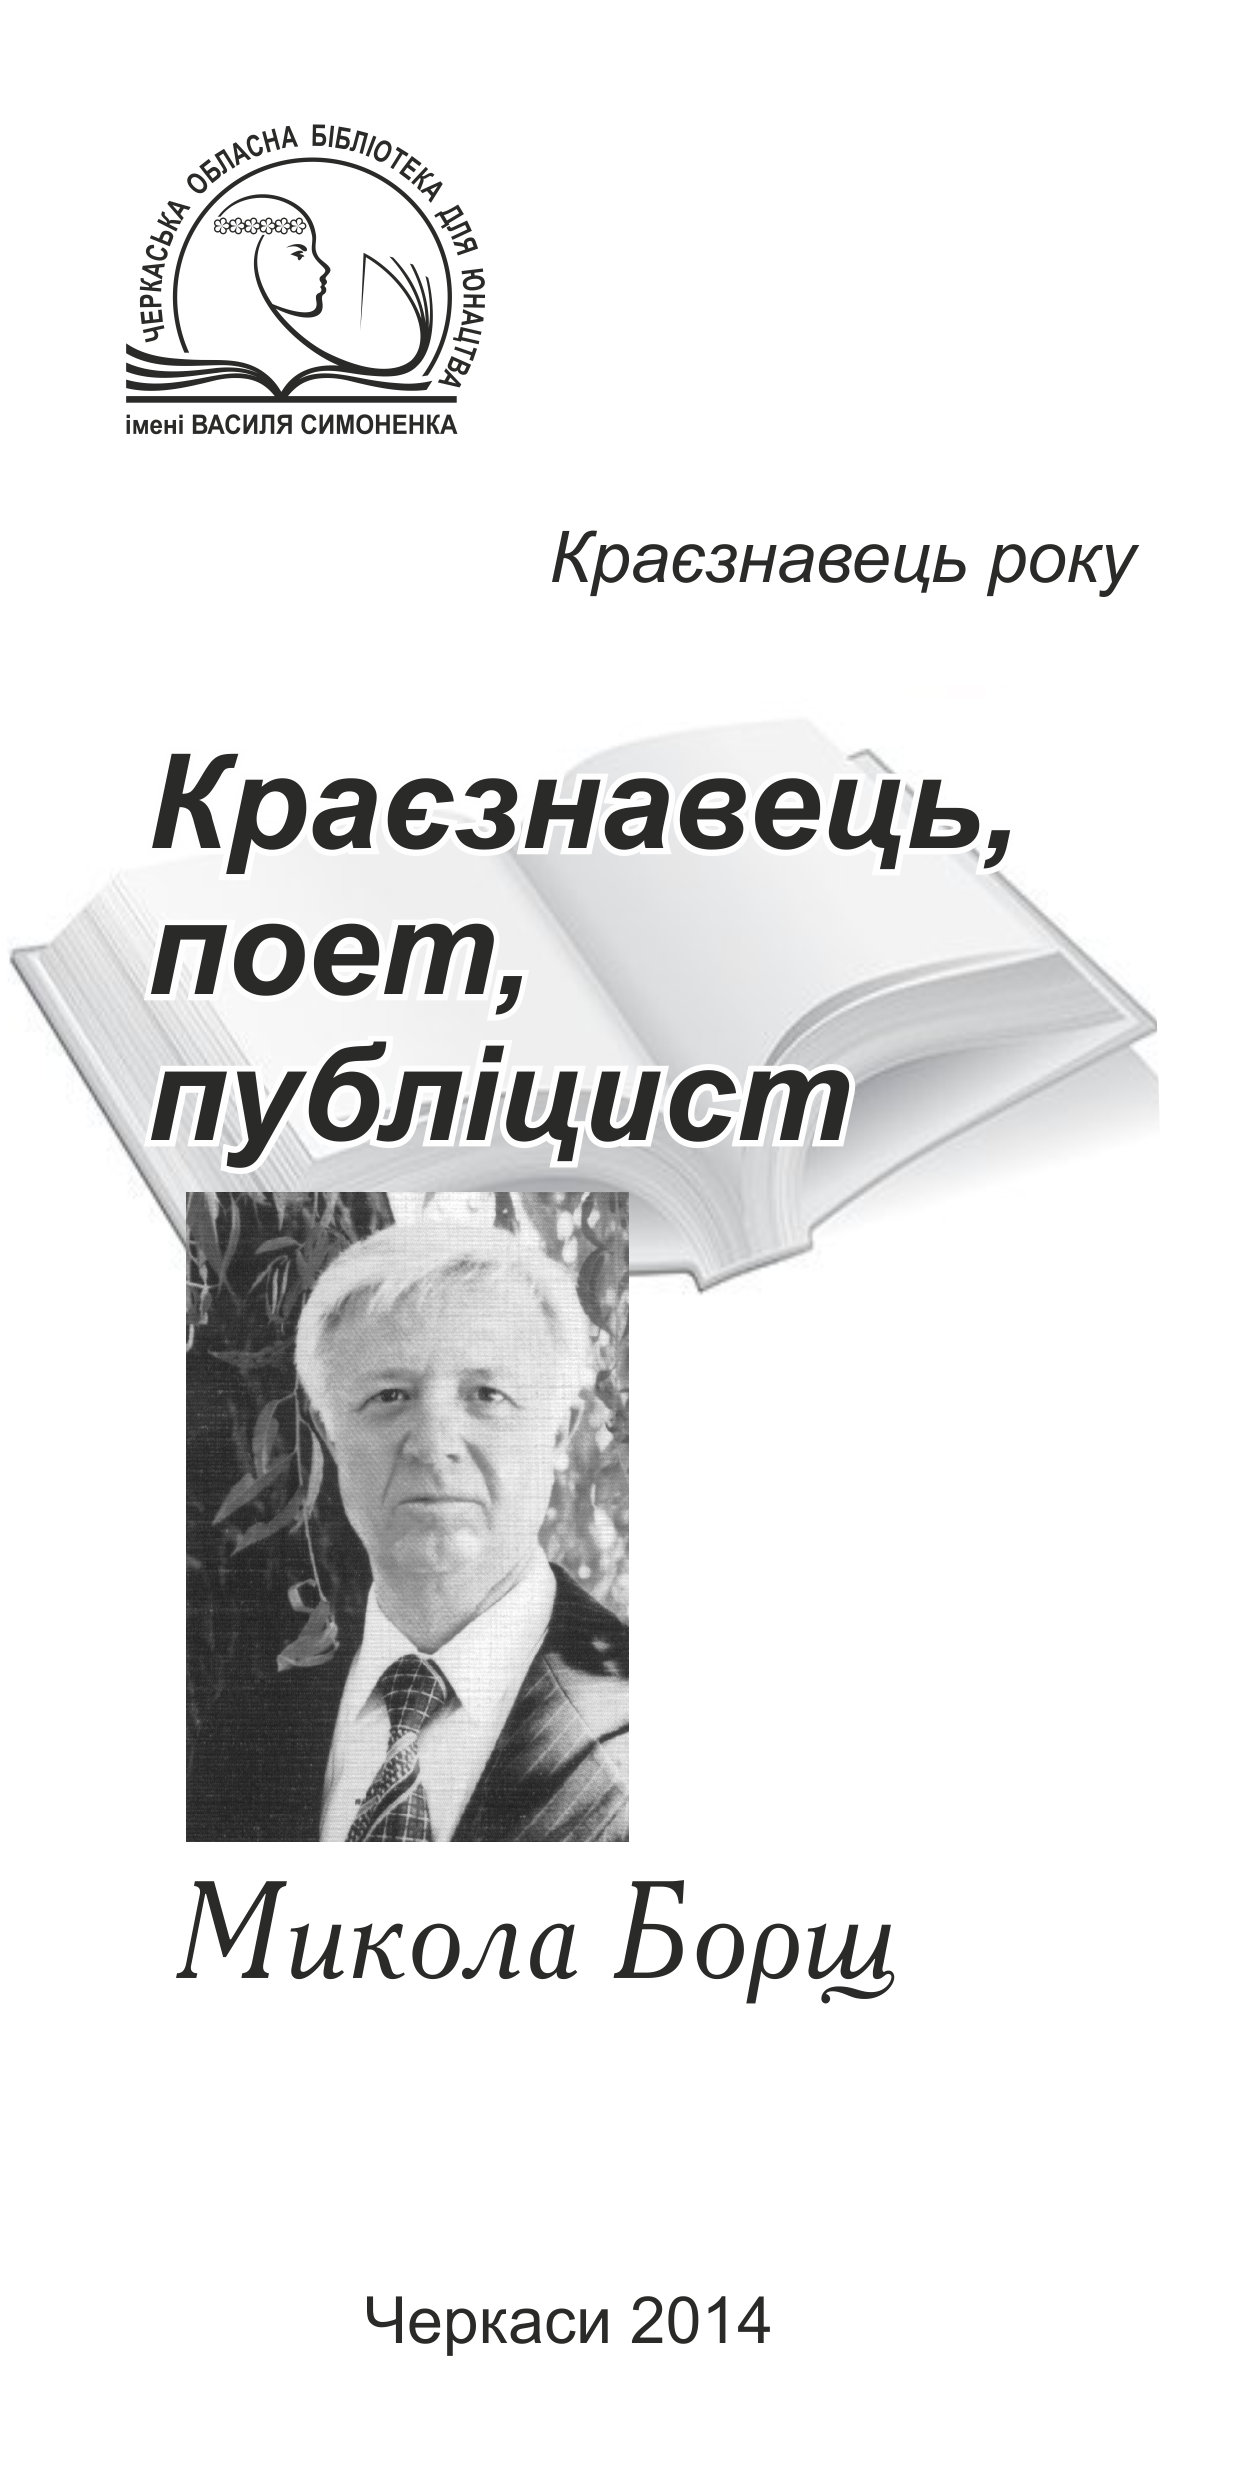 ЧЕРКАСЬКА ОБЛАСНА БІБЛІОТЕКА ДЛЯ ЮНАЦТВА
імені ВАСИЛЯ СИМОНЕНКА
Краєзнавець року
Краєзнавець,
поет,
публіцист
Микола Борщ
Черкаси 2014